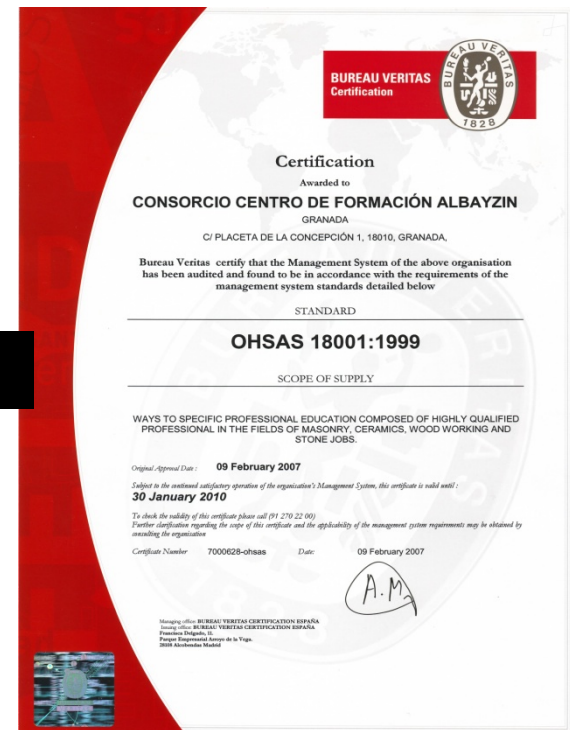 BUREAU VERITAS
Certification
BUREAU VERITAS
1828
Certification
Awarded to
CONSORCIO CENTRO DE FORMACIÓN ALBAYZIN
GRANADA
C/ PLACETA DE LA CONCEPCIÓN 1, 18010, GRANADA,
Bureau Veritas certify that the Management System of the above organisation
has been audited and found to be in accordance with the requirements of the
management system standards detailed below
STANDARD
OHSAS 18001:1999
SCOPE OF SUPPLY
WAYS TO SPECIFIC PROFESSIONAL EDUCATION COMPOSED OF HIGHLY QUALIFIED
PROFESSIONAL IN THE FIELDS OF MASONRY, CERAMICS, WOOD WORKING AND
STONE JOBS.
Original Approval Date : 09 February 2007
Subject to the continued satisfactory operation of the organisation's Management System, this certificate is valid until :
30 January 2010
To check the validity of this certificate please call (91 270 22 00)
Further clarification regarding the scope of this certificate and the applicability of the management system requirements may be obtained by
consulting the organisation
Certificate Number 7000628-ohsas Date: 09 February 2007
A.M
Managing office: BUREAU VERITAS CERTIFICATION ESPAÑA
Issuing office: BUREAU VERITAS CERTIFICATION ESPAÑA
Francisca Delgado, 11.
Parque Empresarial Arroyo de la Vega.
28108 Alcobendas Madrid